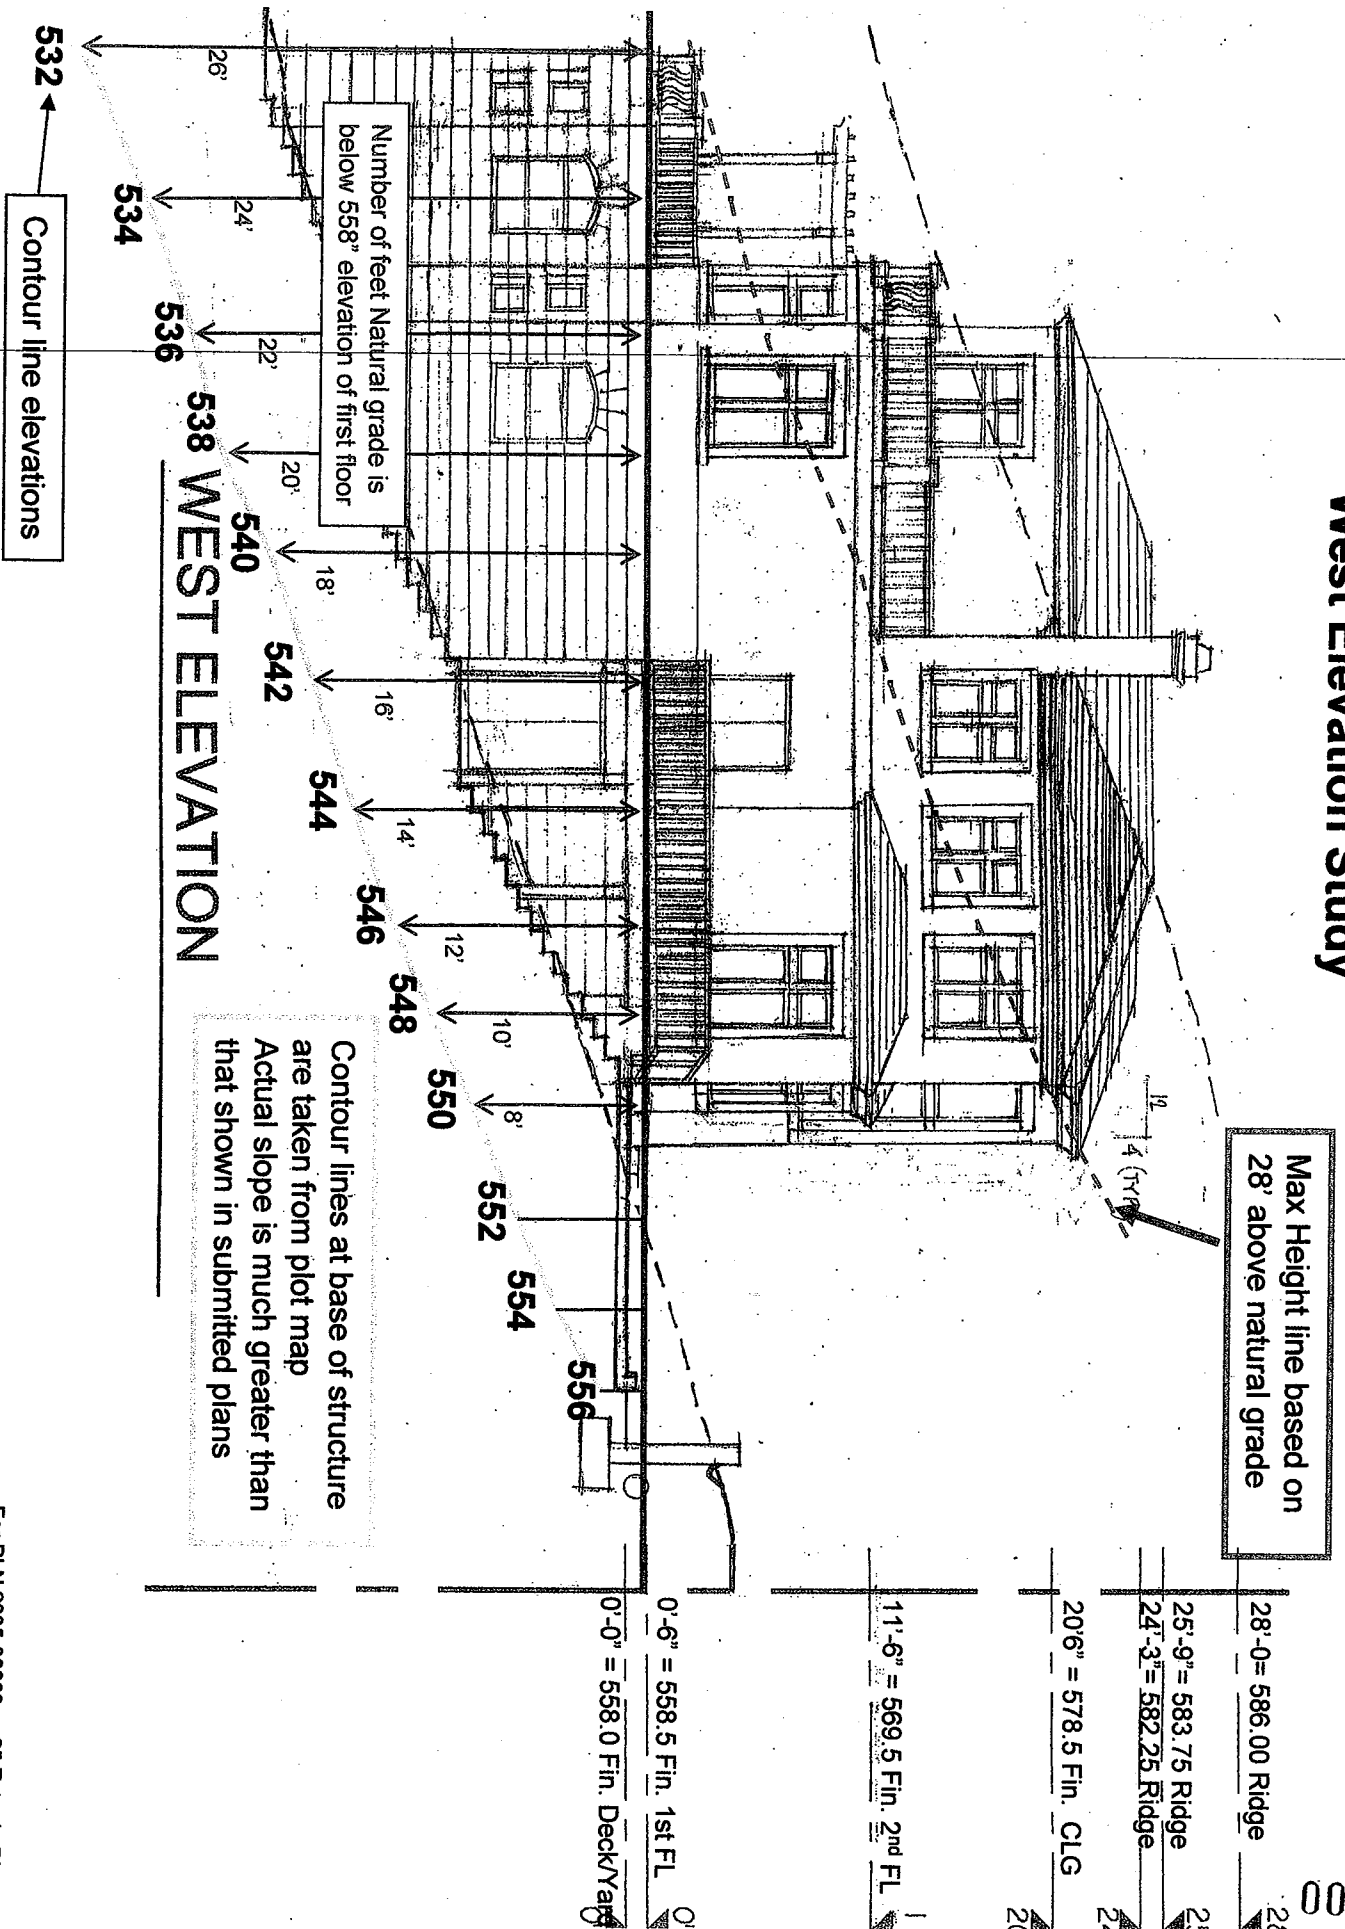 West Elevation Study
Max Height line based on
28' above natural grade
12
4 (TYP
28'-0= 586.00 Ridge
25'-9"= 583.75 Ridge
24'-3"= 582.25 Ridge
20'6" = 578.5 Fin. CLG
11'-6" = 569.5 Fin. 2nd FL
0'-6" = 558.5 Fin. 1st FL
0'-0" = 558.0 Fin. Deck/Yard
Number of feet Natural grade is
below 558" elevation of first floor
26'
24'
22'
20'
18'
16'
14'
12'
10'
8'
532
534
536
538
540
542
544
546
548
550
552
554
556
Contour line elevations
WEST ELEVATION
Contour lines at base of structure
are taken from plot map
Actual slope is much greater than
that shown in submitted plans